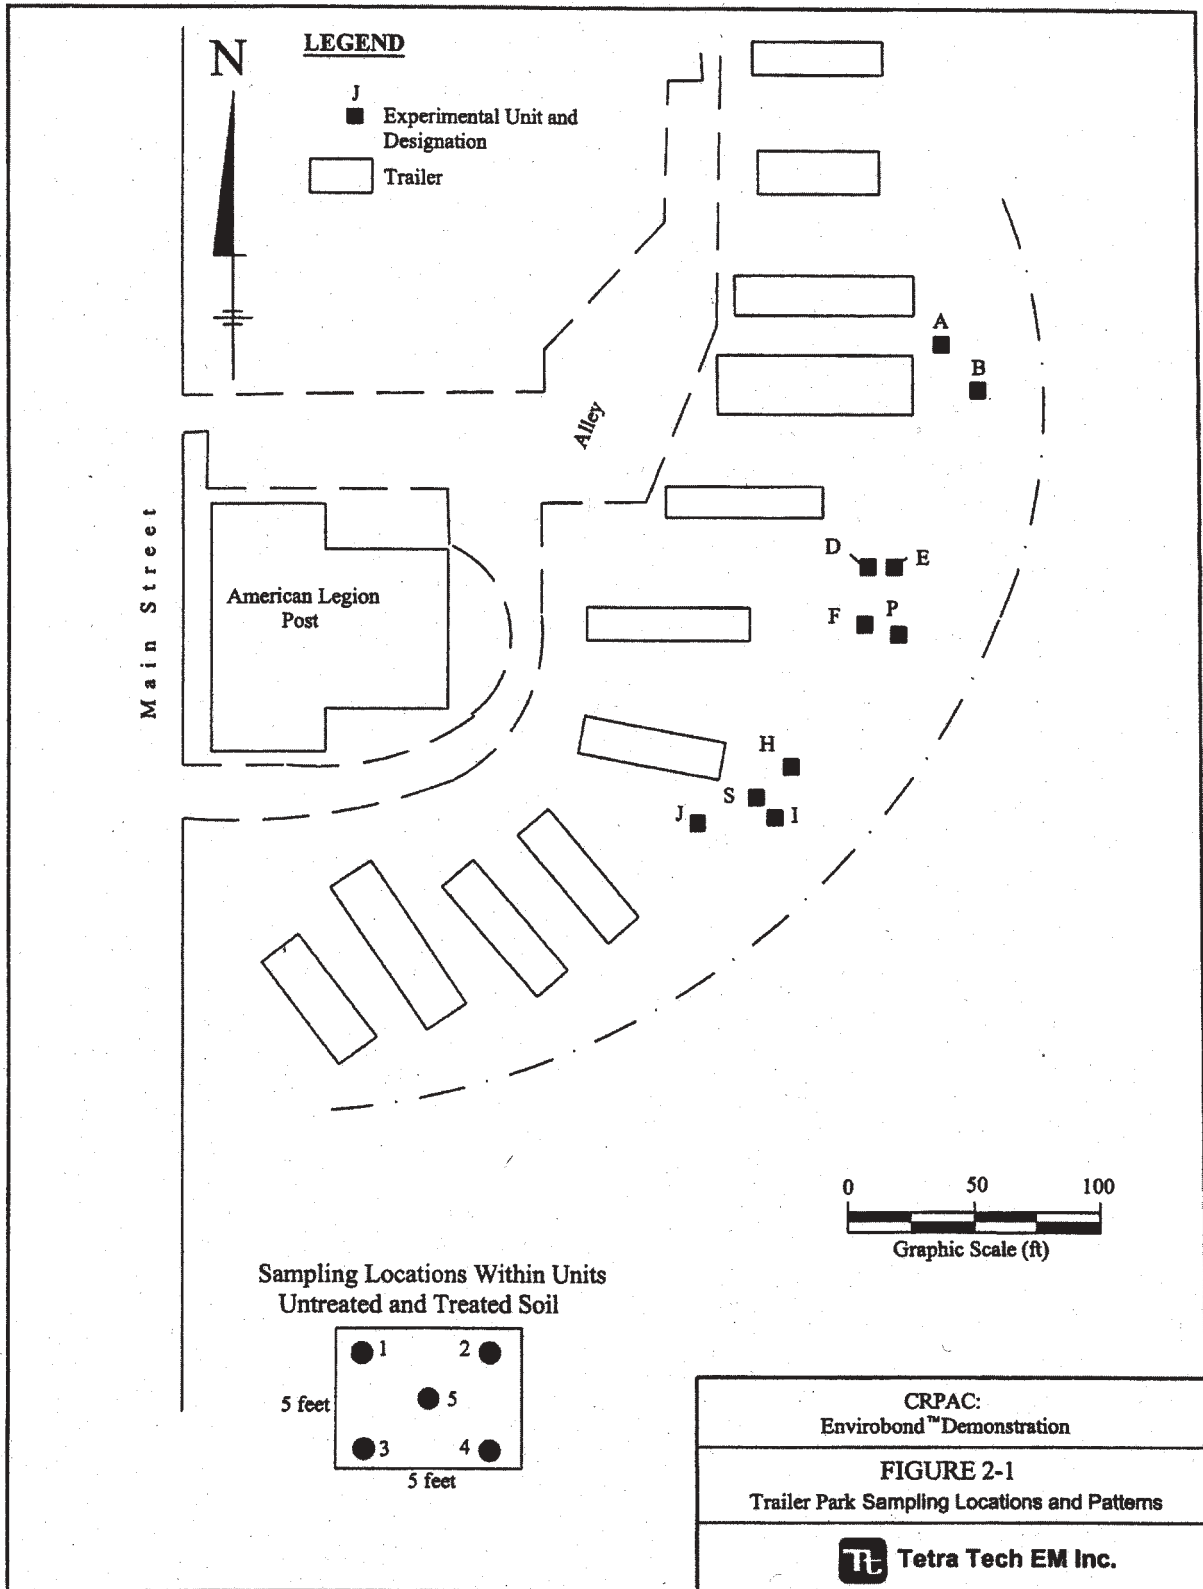 LEGEND
N
J
Experimental Unit and
Designation
Trailer
A
B
Alley
Main Street
D
E
American Legion
Post
F
P
H
S
J
I
0 50 100
Graphic Scale (ft)
Sampling Locations Within Units
Untreated and Treated Soil
1 2
5 feet
5
3 4
5 feet
CRPAC:
Envirobond™ Demonstration
FIGURE 2-1
Trailer Park Sampling Locations and Patterns
Tt Tetra Tech EM Inc.